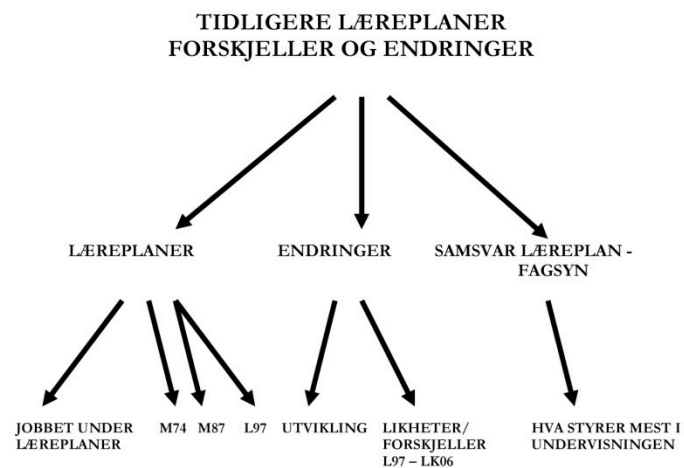 TIDLIGERE LÆREPLANER
FORSKJELLER OG ENDRINGER
LÆREPLANER
ENDRINGER
SAMSVAR LÆREPLAN -
FAGSYN
JOBBET UNDER
LÆREPLANER
M74
M87
L97
UTVIKLING
LIKHETER/
FORSKJELLER
L97 – LK06
HVA STYRER MEST I
UNDERVISNINGEN